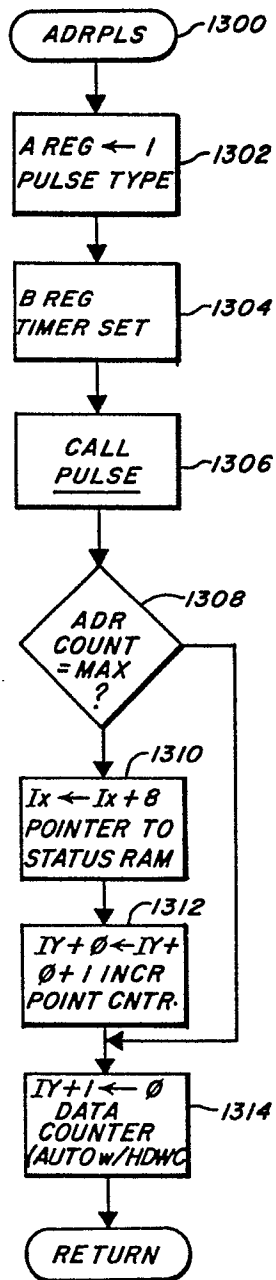 ADRPLS
1300
A REG ← 1
PULSE TYPE
1302
B REG
TIMER SET
1304
CALL
PULSE
1306
1308
ADR
COUNT
= MAX
?
1310
Ix ← Ix + 8
POINTER TO
STATUS RAM
1312
IY + Ø ← IY +
Ø + 1 INCR
POINT CNTR.
IY + 1 ← Ø
DATA
COUNTER
(AUTO w/HDWC
1314
RETURN